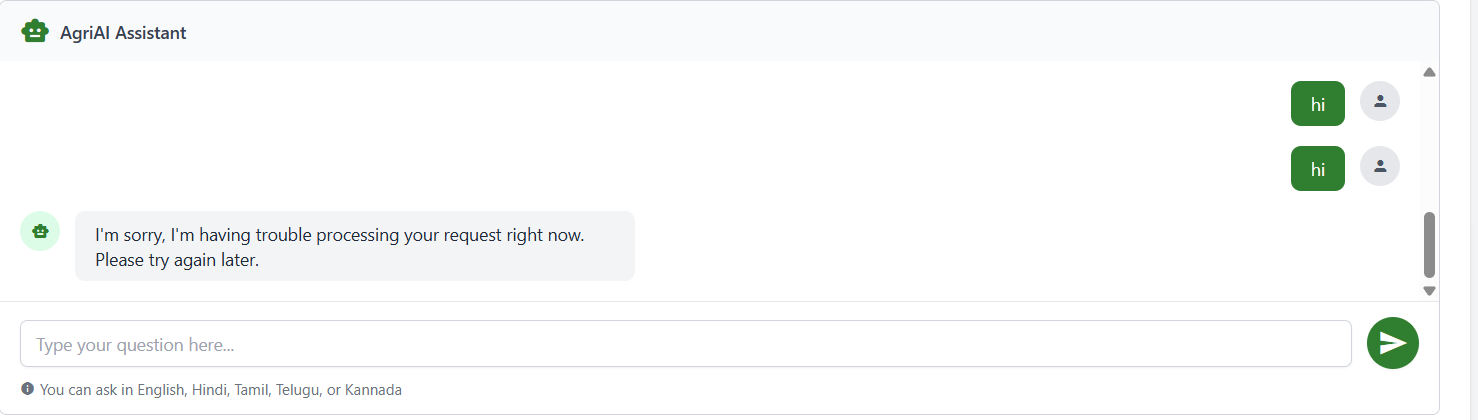 AgriAI Assistant
hi
hi
I'm sorry, I'm having trouble processing your request right now.
Please try again later.
Type your question here...
You can ask in English, Hindi, Tamil, Telugu, or Kannada